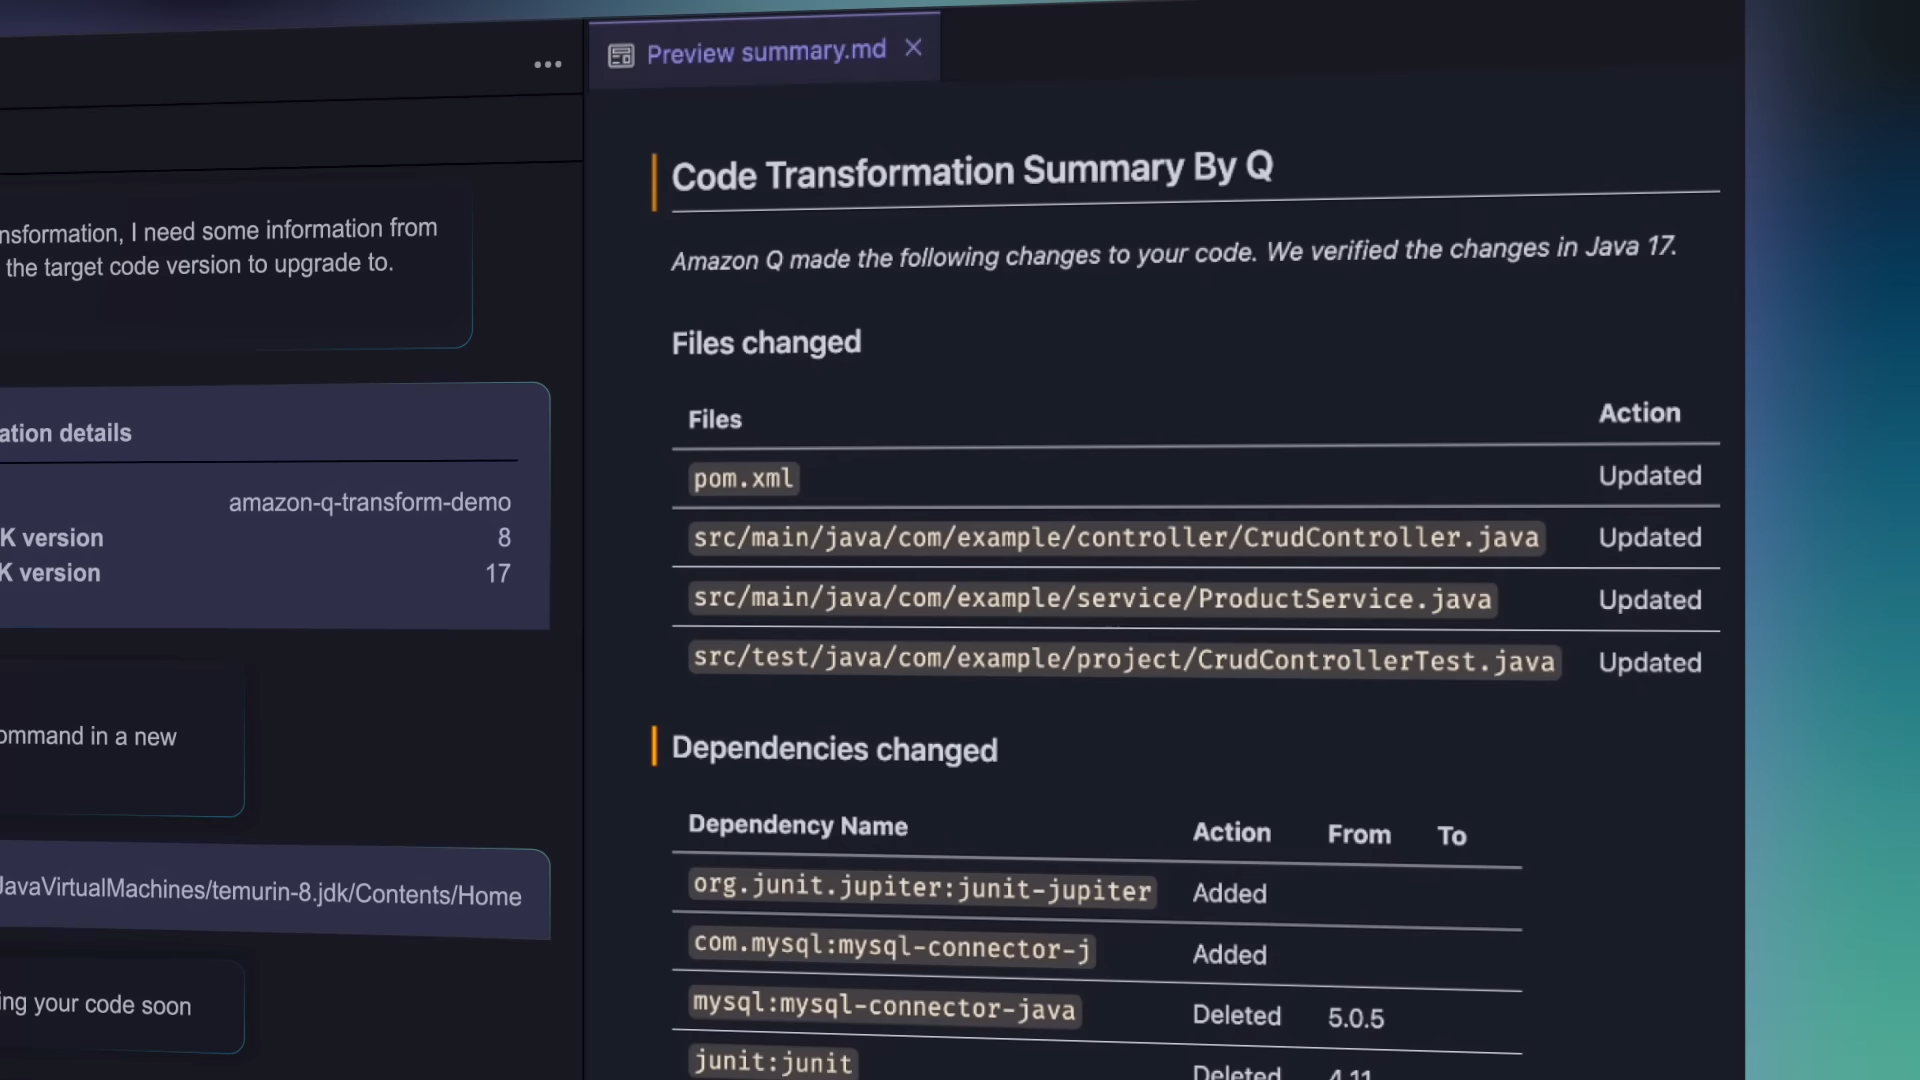 nsformation, I need some information from
the target code version to upgrade to.
ation details
amazon-q-transform-demo
K version 8
K version 17
ommand in a new
JavaVirtualMachines/temurin-8.jdk/Contents/Home
ing your code soon
Preview summary.md
Code Transformation Summary By Q
Amazon Q made the following changes to your code. We verified the changes in Java 17.
Files changed
Files Action
pom.xml Updated
src/main/java/com/example/controller/CrudController.java Updated
src/main/java/com/example/service/ProductService.java Updated
src/test/java/com/example/project/CrudControllerTest.java Updated
Dependencies changed
Dependency Name Action From To
org.junit.jupiter:junit-jupiter Added
com.mysql:mysql-connector-j Added
mysql:mysql-connector-java Deleted 5.0.5
junit:junit Deleted 4.11